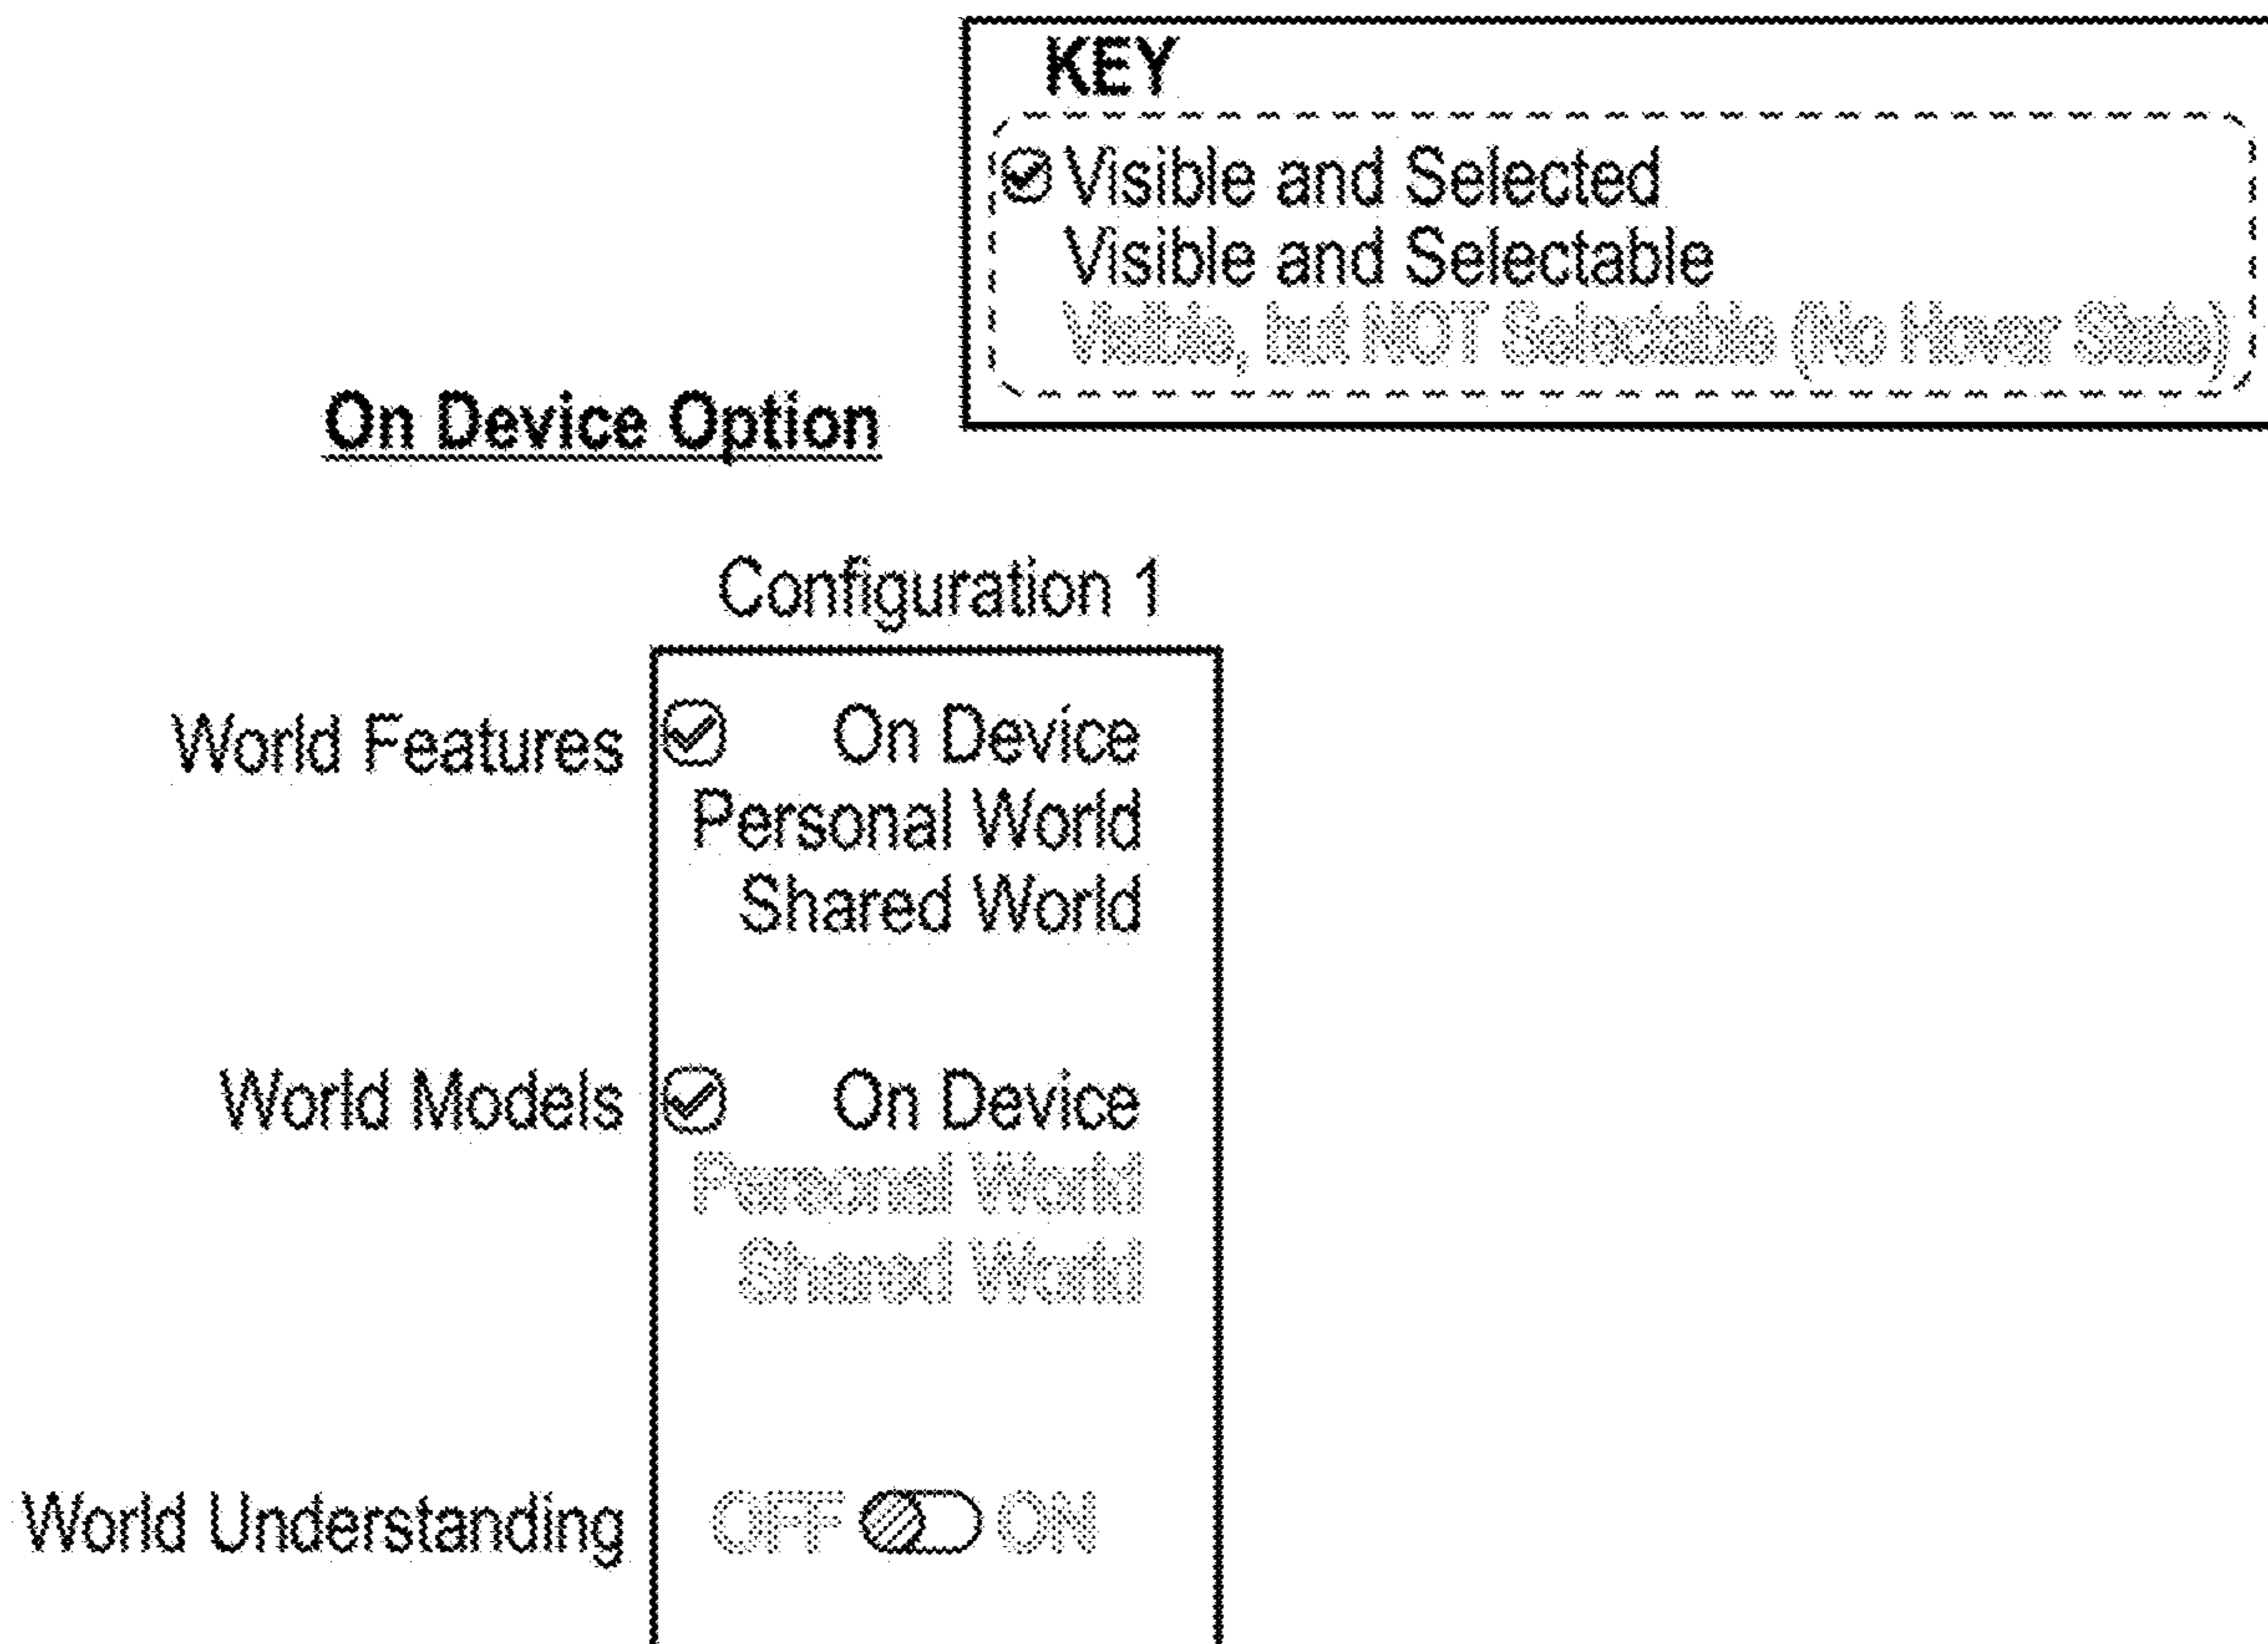 KEY
Visible and Selected
Visible and Selectable
Visible, but NOT Selectable (No Hover State)
On Device Option
Configuration 1
World Features On Device
Personal World
Shared World
World Models On Device
Personal World
Shared World
World Understanding OFF ON